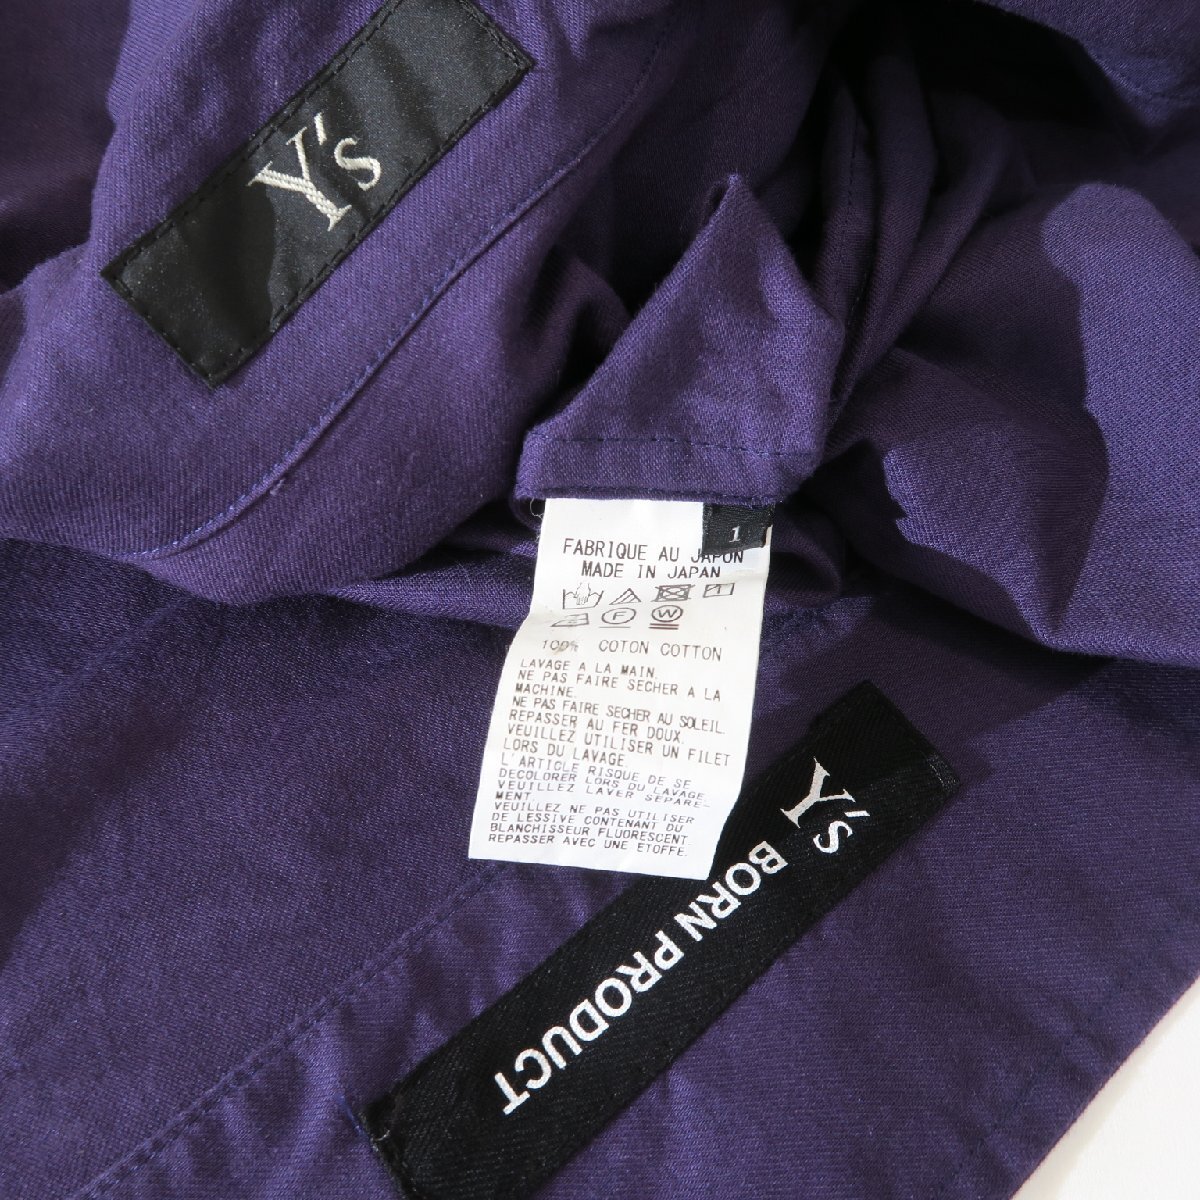 Y's
1
FABRIQUE AU JAPON
MADE IN JAPAN
F
W
100% COTON COTTON
LAVAGE A LA MAIN.
NE PAS FAIRE SECHER A LA
MACHINE.
NE PAS FAIRE SECHER AU SOLEIL.
REPASSER AU FER DOUX.
VEUILLEZ UTILISER UN FILET
LORS DU LAVAGE.
L'ARTICLE RISQUE DE SE
DECOLORER LORS DU LAVAGE.
VEUILLEZ LAVER SEPARE-
MENT.
VEUILLEZ NE PAS UTILISER
DE LESSIVE CONTENANT DU
BLANCHISSEUR FLUORESCENT.
REPASSER AVEC UNE ETOFFE.
Y's BORN PRODUCT